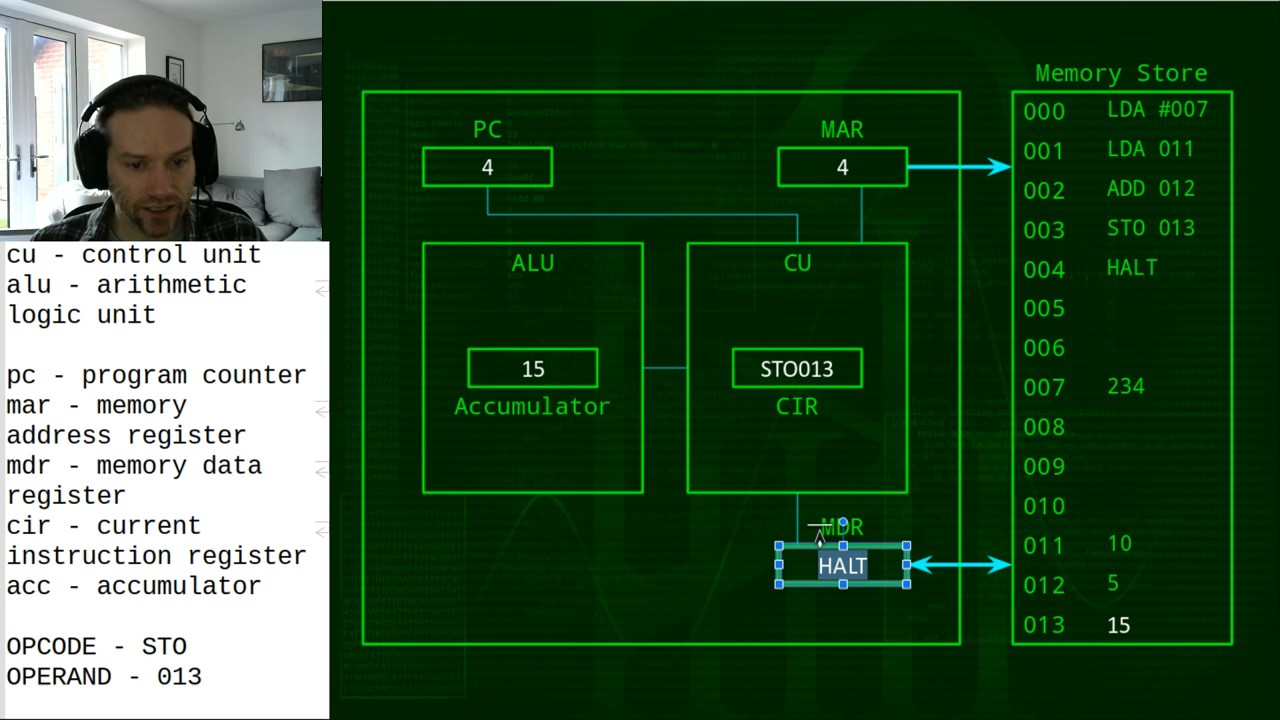 cu - control unit
alu - arithmetic
logic unit
pc - program counter
mar - memory
address register
mdr - memory data
register
cir - current
instruction register
acc - accumulator
OPCODE - STO
OPERAND - 013
PC
4
MAR
4
ALU
15
Accumulator
CU
STO013
CIR
MDR
HALT
Memory Store
000 LDA #007
001 LDA 011
002 ADD 012
003 STO 013
004 HALT
005
006
007 234
008
009
010
011 10
012 5
013 15